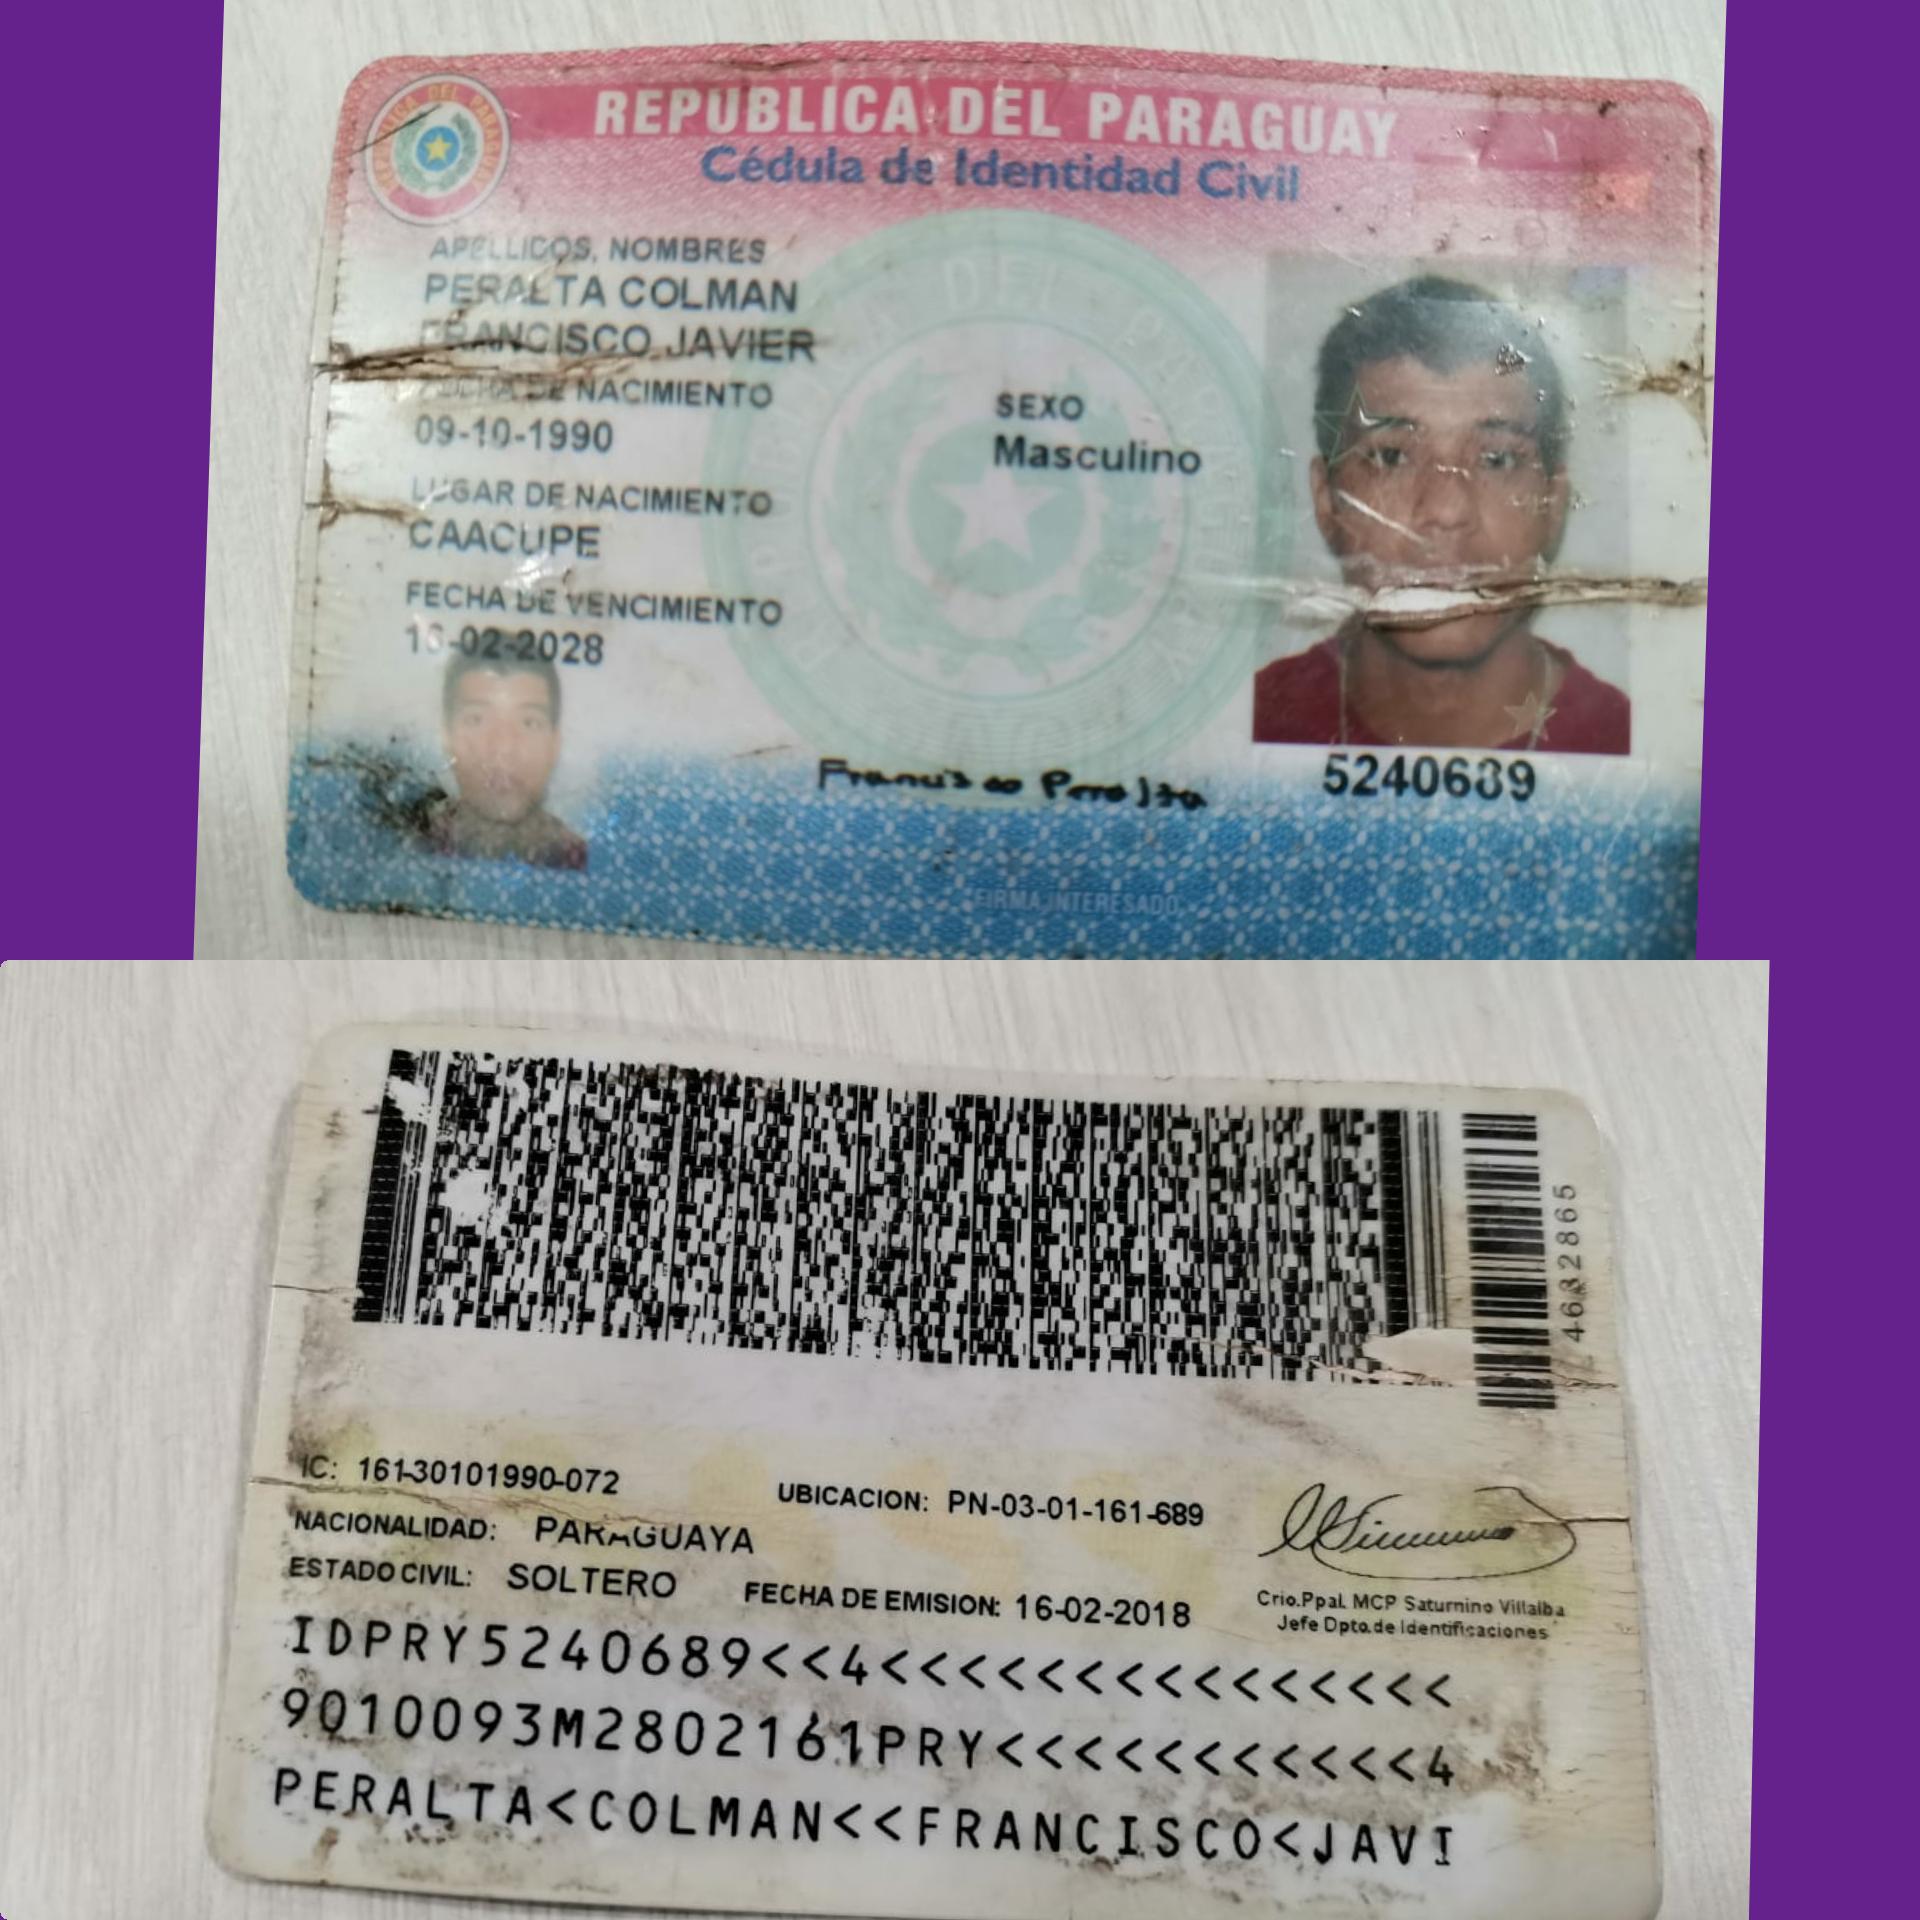 REPUBLICA DEL PARAGUAY
Cédula de Identidad Civil
APELLIDOS, NOMBRES
PERALTA COLMAN
FRANCISCO JAVIER
FECHA DE NACIMIENTO
09-10-1990
SEXO
Masculino
LUGAR DE NACIMIENTO
CAACUPE
FECHA DE VENCIMIENTO
16-02-2028
Francisco Peralta
5240689
FIRMA INTERESADO
4632865
IC: 161-30101990-072
UBICACION: PN-03-01-161-689
NACIONALIDAD: PARAGUAYA
ESTADO CIVIL: SOLTERO
FECHA DE EMISION: 16-02-2018
Crio.Ppal. MCP Saturnino Villalba
Jefe Dpto.de Identificaciones
IDPRY5240689<<4<<<<<<<<<<<<<<<
9010093M2802161PRY<<<<<<<<<<<4
PERALTA<COLMAN<<FRANCISCO<JAVI